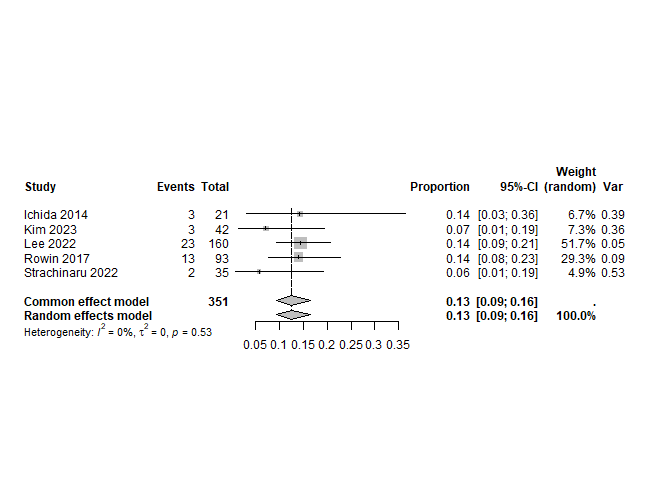 Weight
Study Events Total Proportion 95%-CI (random) Var
Ichida 2014 3 21 0.14 [0.03; 0.36] 6.7% 0.39
Kim 2023 3 42 0.07 [0.01; 0.19] 7.3% 0.36
Lee 2022 23 160 0.14 [0.09; 0.21] 51.7% 0.05
Rowin 2017 13 93 0.14 [0.08; 0.23] 29.3% 0.09
Strachinaru 2022 2 35 0.06 [0.01; 0.19] 4.9% 0.53
Common effect model 351 0.13 [0.09; 0.16] .
Random effects model 0.13 [0.09; 0.16] 100.0%
Heterogeneity: I² = 0%, τ² = 0, p = 0.53
0.05 0.1 0.15 0.2 0.25 0.3 0.35